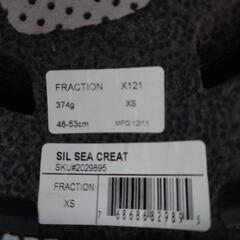 FRACTION X121
374g XS
48-53cm MFG:12/11
SIL SEA CREAT
SKU#2029895
FRACTION
XS